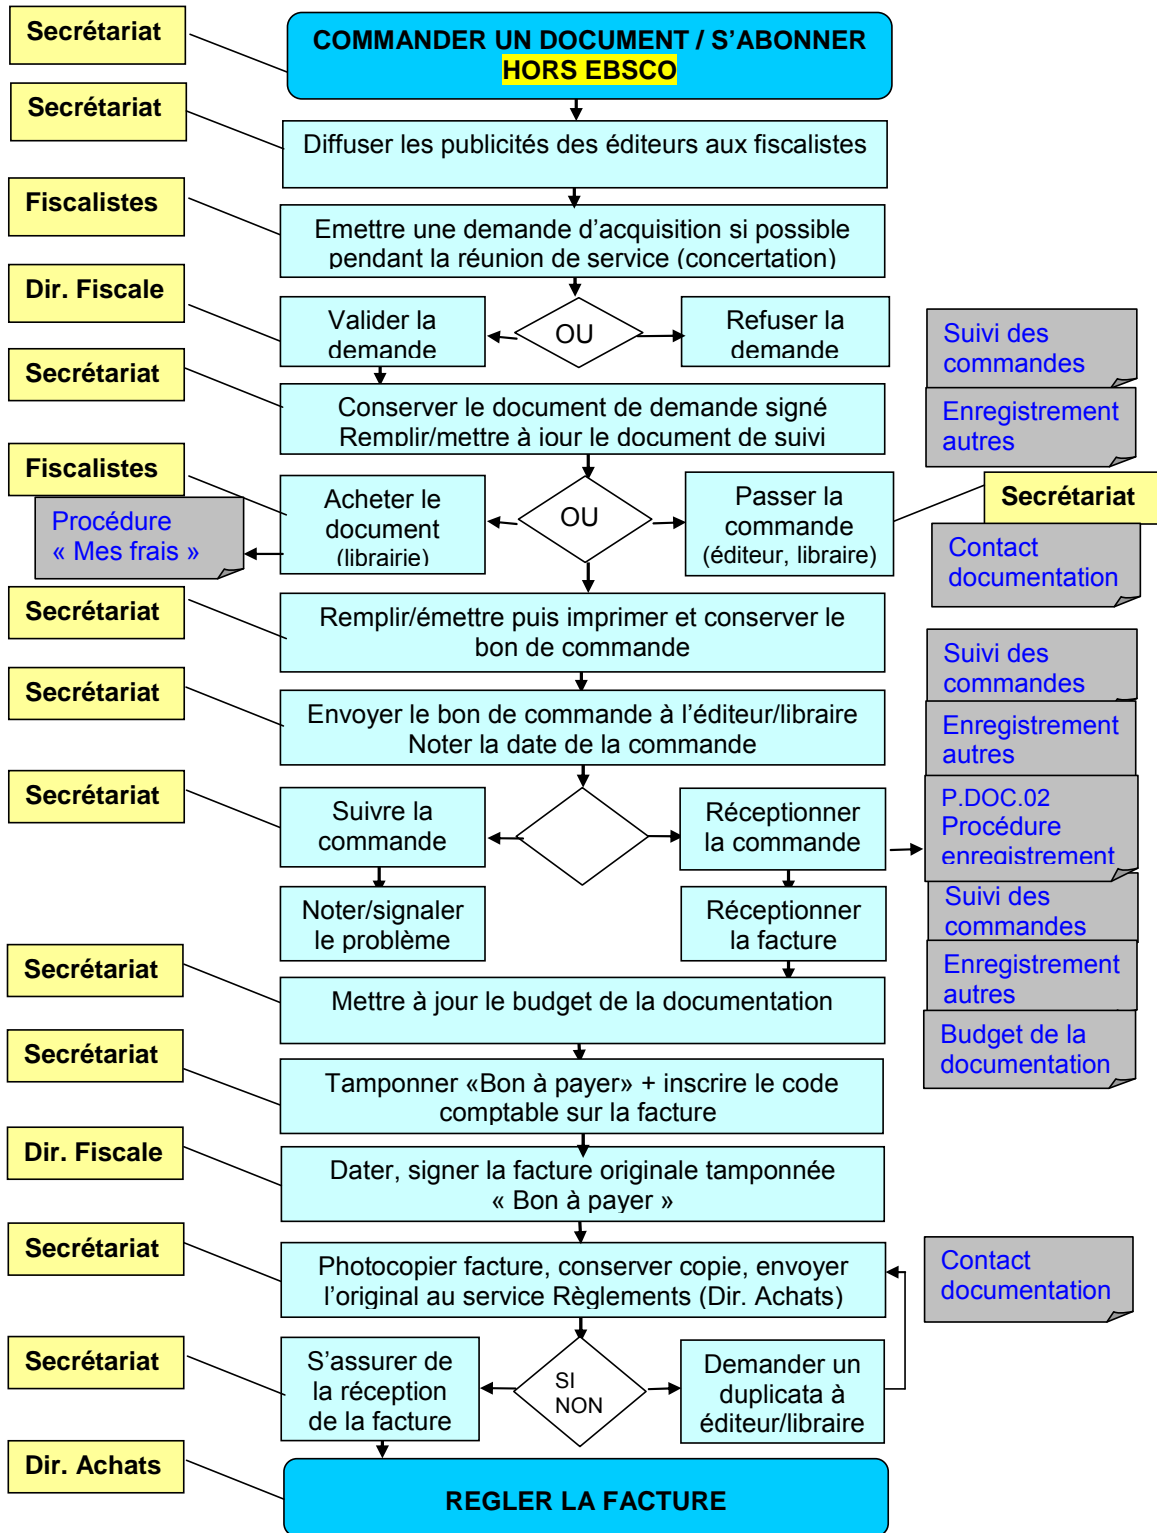 Secrétariat
COMMANDER UN DOCUMENT / S’ABONNER
HORS EBSCO
Secrétariat
Diffuser les publicités des éditeurs aux fiscalistes
Fiscalistes
Emettre une demande d’acquisition si possible
pendant la réunion de service (concertation)
Dir. Fiscale
Valider la
demande
OU
Refuser la
demande
Suivi des
commandes
Secrétariat
Conserver le document de demande signé
Remplir/mettre à jour le document de suivi
Enregistrement
autres
Fiscalistes
Procédure
« Mes frais »
Acheter le
document
(librairie)
OU
Passer la
commande
(éditeur, libraire)
Secrétariat
Contact
documentation
Secrétariat
Remplir/émettre puis imprimer et conserver le
bon de commande
Suivi des
commandes
Secrétariat
Envoyer le bon de commande à l’éditeur/libraire
Noter la date de la commande
Enregistrement
autres
Secrétariat
Suivre la
commande
Réceptionner
la commande
P.DOC.02
Procédure
enregistrement
Noter/signaler
le problème
Réceptionner
la facture
Suivi des
commandes
Secrétariat
Mettre à jour le budget de la documentation
Enregistrement
autres
Secrétariat
Tamponner «Bon à payer» + inscrire le code
comptable sur la facture
Budget de la
documentation
Dir. Fiscale
Dater, signer la facture originale tamponnée
« Bon à payer »
Secrétariat
Photocopier facture, conserver copie, envoyer
l’original au service Règlements (Dir. Achats)
Contact
documentation
Secrétariat
S’assurer de
la réception
de la facture
SI
NON
Demander un
duplicata à
éditeur/libraire
Dir. Achats
REGLER LA FACTURE